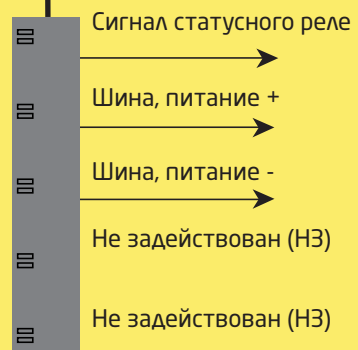 Сигнал статусного реле
Шина, питание +
Шина, питание -
Не задействован (НЗ)
Не задействован (НЗ)